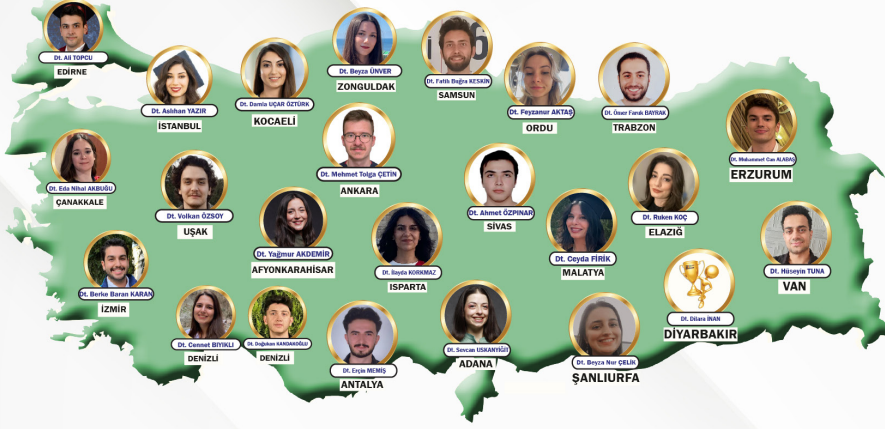 Dt. Ali TOPCU
EDİRNE
Dt. Aslıhan YAZIR
İSTANBUL
Dt. Damla UÇAR ÖZTÜRK
KOCAELİ
Dt. Beyza ÜNVER
ZONGULDAK
Dt. Fatih Buğra KESKİN
SAMSUN
Dt. Feyzanur AKTAŞ
ORDU
Dt. Ömer Faruk BAYRAK
TRABZON
Dt. Muhammet Can ALABAŞ
ERZURUM
Dt. Eda Nihal AKBUĞU
ÇANAKKALE
Dt. Volkan ÖZSOY
UŞAK
Dt. Mehmet Tolga ÇETİN
ANKARA
Dt. Yağmur AKDEMİR
AFYONKARAHİSAR
Dt. İlayda KORKMAZ
ISPARTA
Dt. Ahmet ÖZPINAR
SİVAS
Dt. Ceyda FİRİK
MALATYA
Dt. Ruken KOÇ
ELAZIĞ
Dt. Hüseyin TUNA
VAN
Dt. Berke Baran KARAN
İZMİR
Dt. Cennet BIYIKLI
DENİZLİ
Dt. Doğukan KANDAKOĞLU
DENİZLİ
Dt. Erçin MEMİŞ
ANTALYA
Dt. Sevcan USKANYİĞİT
ADANA
Dt. Beyza Nur ÇELİK
ŞANLIURFA
Dt. Dilara İNAN
DİYARBAKIR